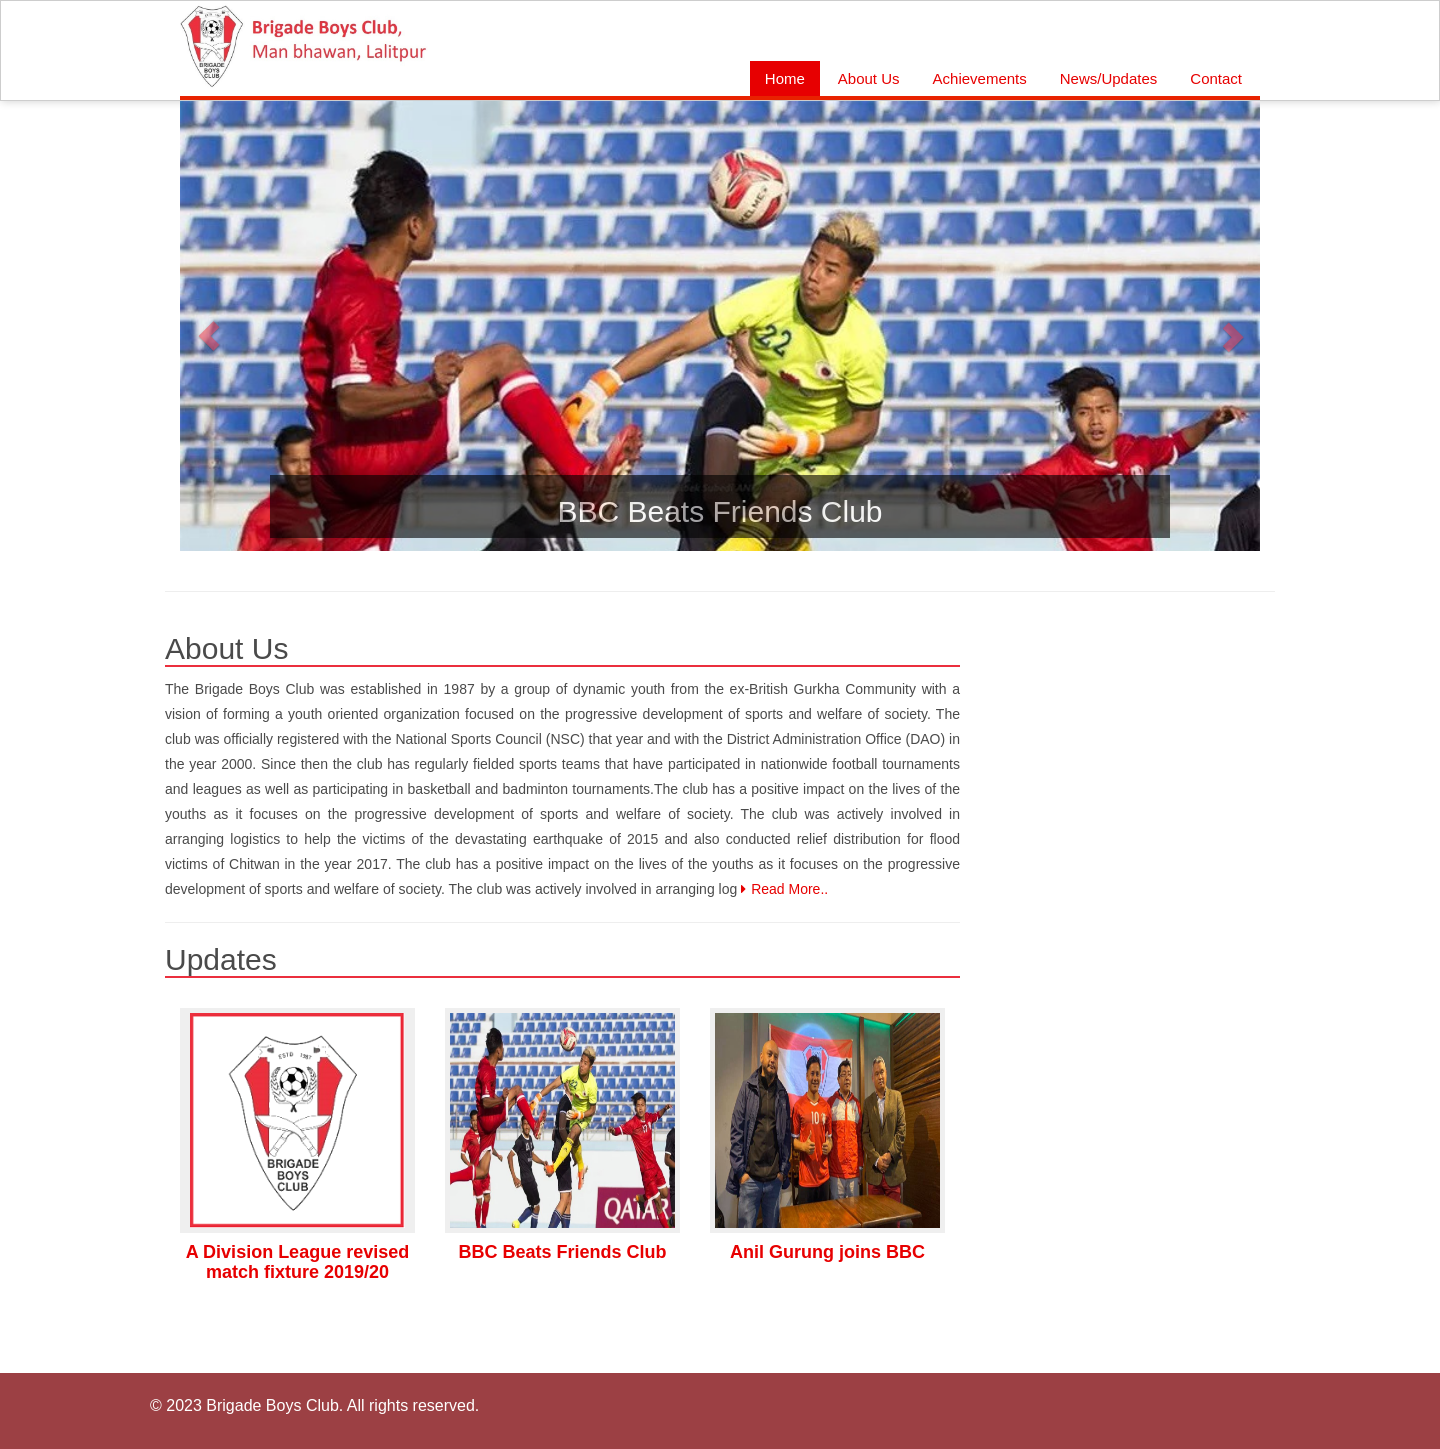 Brigade Boys Club,
Man bhawan, Lalitpur
BRIGADE
BOYS
CLUB
Home About Us Achievements News/Updates Contact
KELME
22
17
BBC Beats Friends Club
About Us
The Brigade Boys Club was established in 1987 by a group of dynamic youth from the ex-British Gurkha Community with a
vision of forming a youth oriented organization focused on the progressive development of sports and welfare of society. The
club was officially registered with the National Sports Council (NSC) that year and with the District Administration Office (DAO) in
the year 2000. Since then the club has regularly fielded sports teams that have participated in nationwide football tournaments
and leagues as well as participating in basketball and badminton tournaments.The club has a positive impact on the lives of the
youths as it focuses on the progressive development of sports and welfare of society. The club was actively involved in
arranging logistics to help the victims of the devastating earthquake of 2015 and also conducted relief distribution for flood
victims of Chitwan in the year 2017. The club has a positive impact on the lives of the youths as it focuses on the progressive
development of sports and welfare of society. The club was actively involved in arranging log Read More..
Updates
ESTD 1987
BRIGADE
BOYS
CLUB
QATAR
10
A Division League revised
match fixture 2019/20
BBC Beats Friends Club
Anil Gurung joins BBC
© 2023 Brigade Boys Club. All rights reserved.